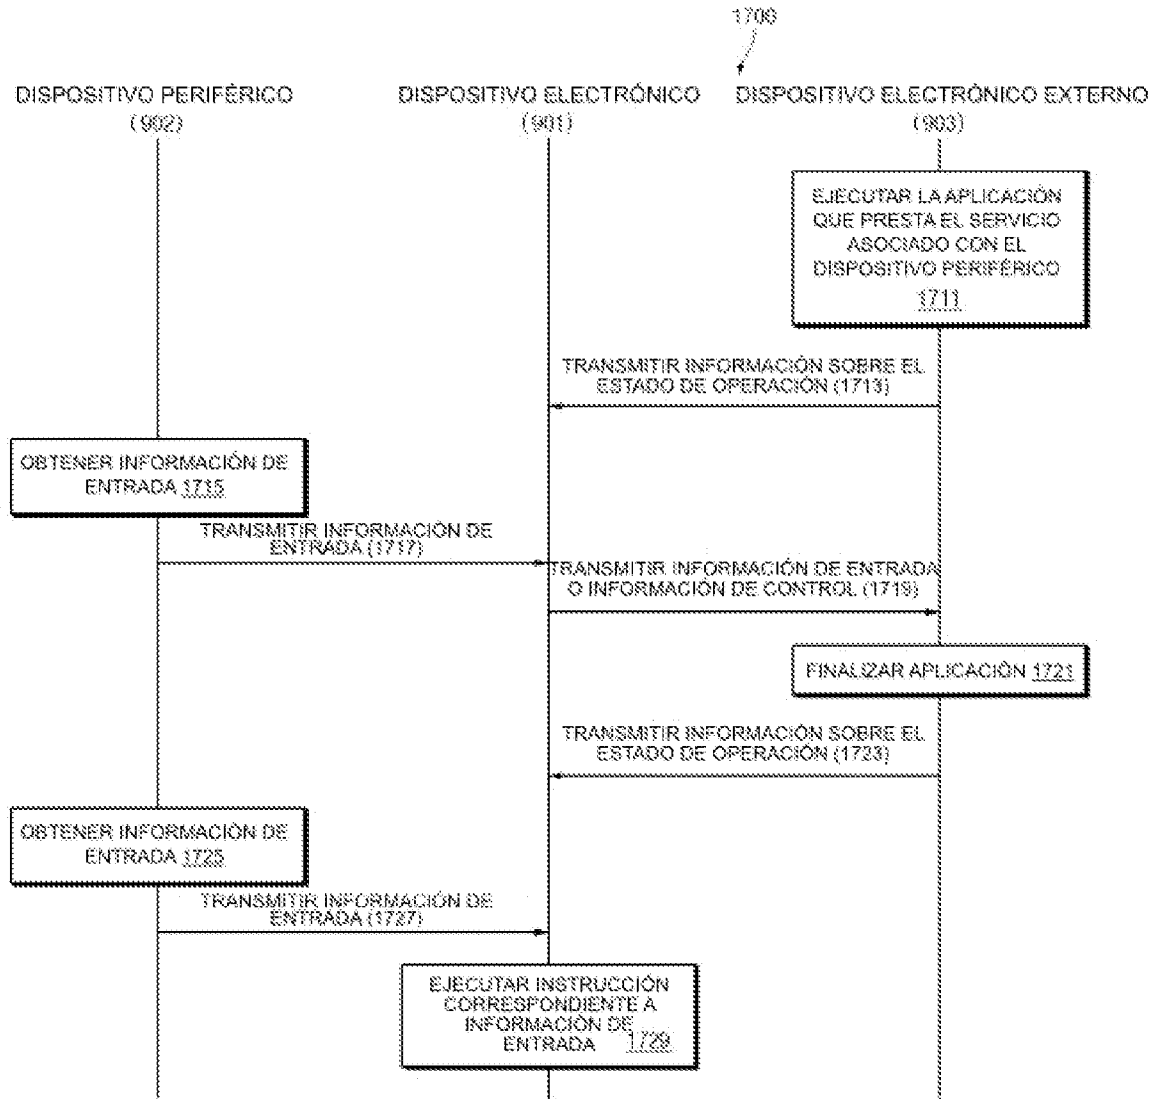 1700
DISPOSITIVO PERIFÉRICO
(902)
DISPOSITIVO ELECTRÓNICO
(901)
DISPOSITIVO ELECTRÓNICO EXTERNO
(903)
EJECUTAR LA APLICACIÓN
QUE PRESTA EL SERVICIO
ASOCIADO CON EL
DISPOSITIVO PERIFÉRICO
1711
TRANSMITIR INFORMACIÓN SOBRE EL
ESTADO DE OPERACIÓN (1713)
OBTENER INFORMACIÓN DE
ENTRADA 1715
TRANSMITIR INFORMACIÓN DE
ENTRADA (1717)
TRANSMITIR INFORMACIÓN DE ENTRADA
O INFORMACIÓN DE CONTROL (1719)
FINALIZAR APLICACIÓN 1721
TRANSMITIR INFORMACIÓN SOBRE EL
ESTADO DE OPERACIÓN (1723)
OBTENER INFORMACIÓN DE
ENTRADA 1725
TRANSMITIR INFORMACIÓN DE
ENTRADA (1727)
EJECUTAR INSTRUCCIÓN
CORRESPONDIENTE A
INFORMACIÓN DE
ENTRADA 1729